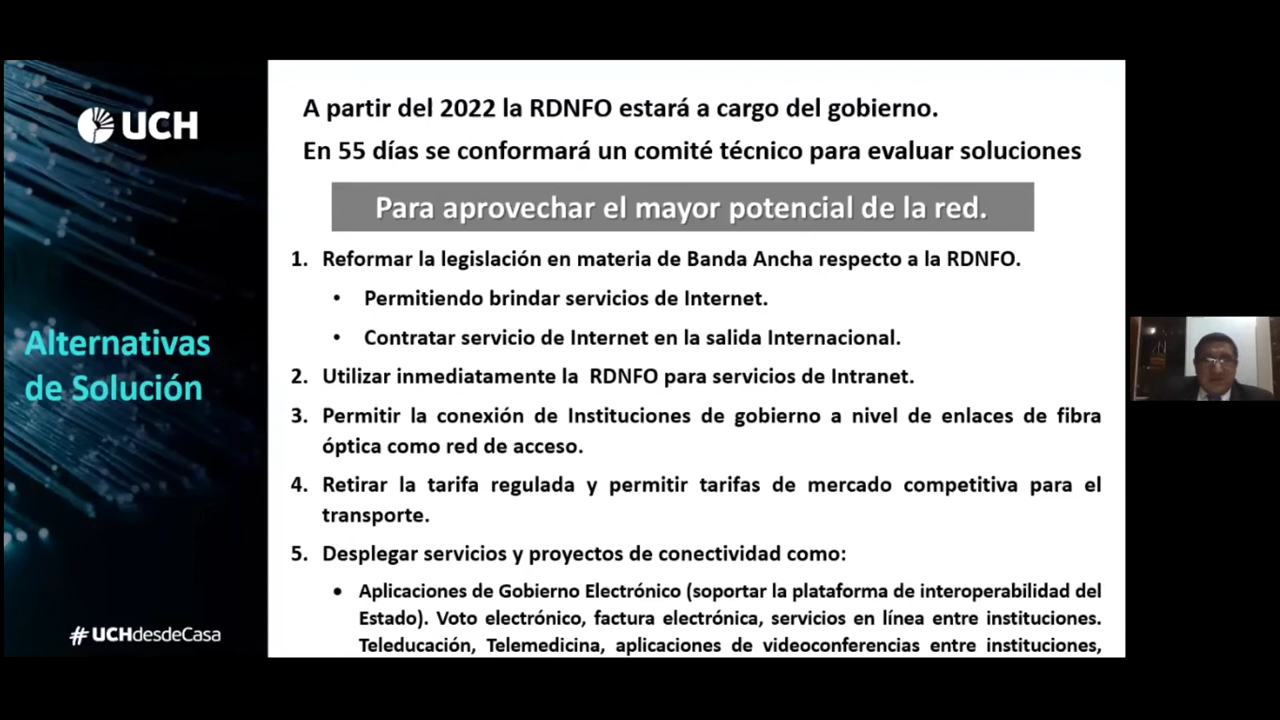 UCH
Alternativas
de Solución
#UCHdesdeCasa
A partir del 2022 la RDNFO estará a cargo del gobierno.
En 55 días se conformará un comité técnico para evaluar soluciones
Para aprovechar el mayor potencial de la red.
1. Reformar la legislación en materia de Banda Ancha respecto a la RDNFO.
• Permitiendo brindar servicios de Internet.
• Contratar servicio de Internet en la salida Internacional.
2. Utilizar inmediatamente la RDNFO para servicios de Intranet.
3. Permitir la conexión de Instituciones de gobierno a nivel de enlaces de fibra
óptica como red de acceso.
4. Retirar la tarifa regulada y permitir tarifas de mercado competitiva para el
transporte.
5. Desplegar servicios y proyectos de conectividad como:
• Aplicaciones de Gobierno Electrónico (soportar la plataforma de interoperabilidad del
Estado). Voto electrónico, factura electrónica, servicios en línea entre instituciones.
Teleducación, Telemedicina, aplicaciones de videoconferencias entre instituciones,